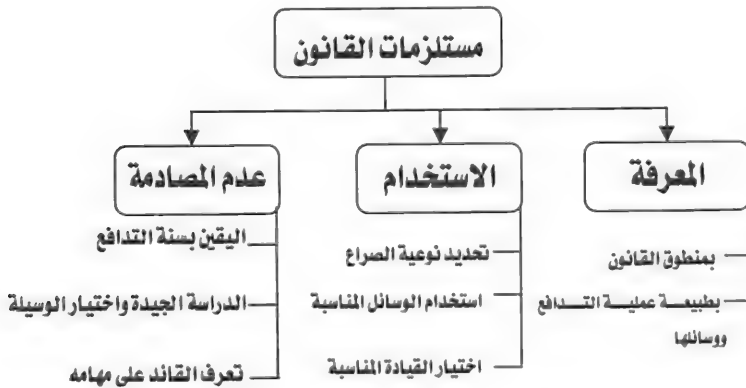 مستلزمات القانون
المعرفة
بمنطوق القانون
بطبيعة عملية التدافع
ووسائلها
الاستخدام
تحديد نوعية الصراع
استخدام الوسائل المناسبة
اختيار القيادة المناسبة
عدم المصادمة
اليقين بسنة التدافع
الدراسة الجيدة واختيار الوسيلة
تعرف القائد على مهامه